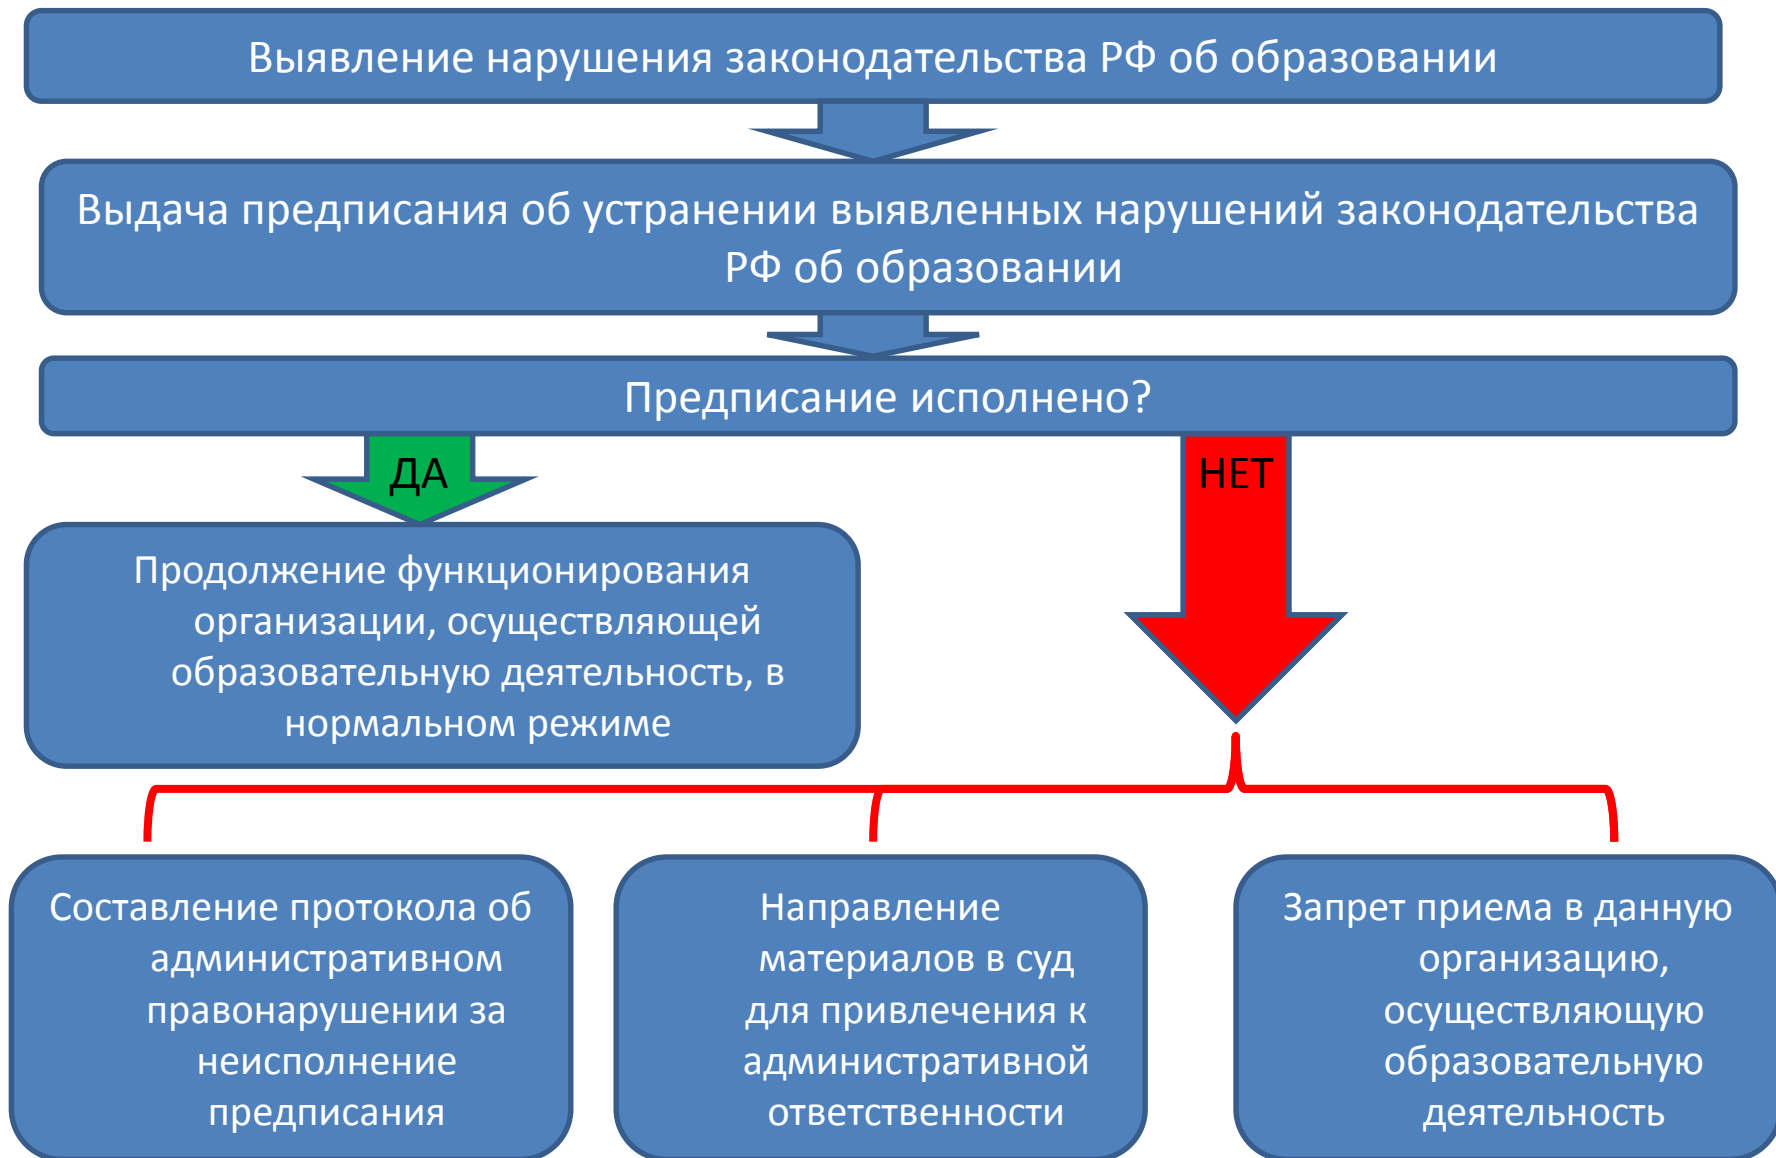 Выявление нарушения законодательства РФ об образовании
Выдача предписания об устранении выявленных нарушений законодательства
РФ об образовании
Предписание исполнено?
ДА
НЕТ
Продолжение функционирования
организации, осуществляющей
образовательную деятельность, в
нормальном режиме
Составление протокола об
административном
правонарушении за
неисполнение
предписания
Направление
материалов в суд
для привлечения к
административной
ответственности
Запрет приема в данную
организацию,
осуществляющую
образовательную
деятельность